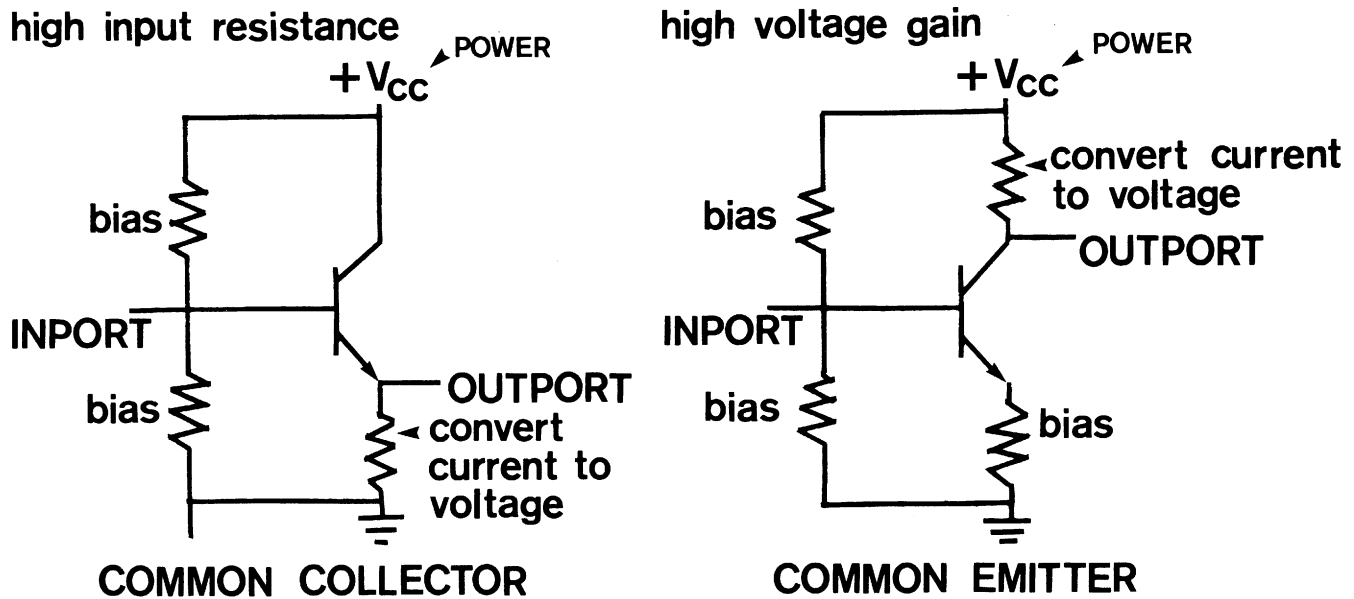 high input resistance
POWER
+VCC
bias
INPORT
bias
OUTPORT
convert
current to
voltage
COMMON COLLECTOR
high voltage gain
POWER
+VCC
convert current
to voltage
bias
OUTPORT
INPORT
bias
bias
COMMON EMITTER